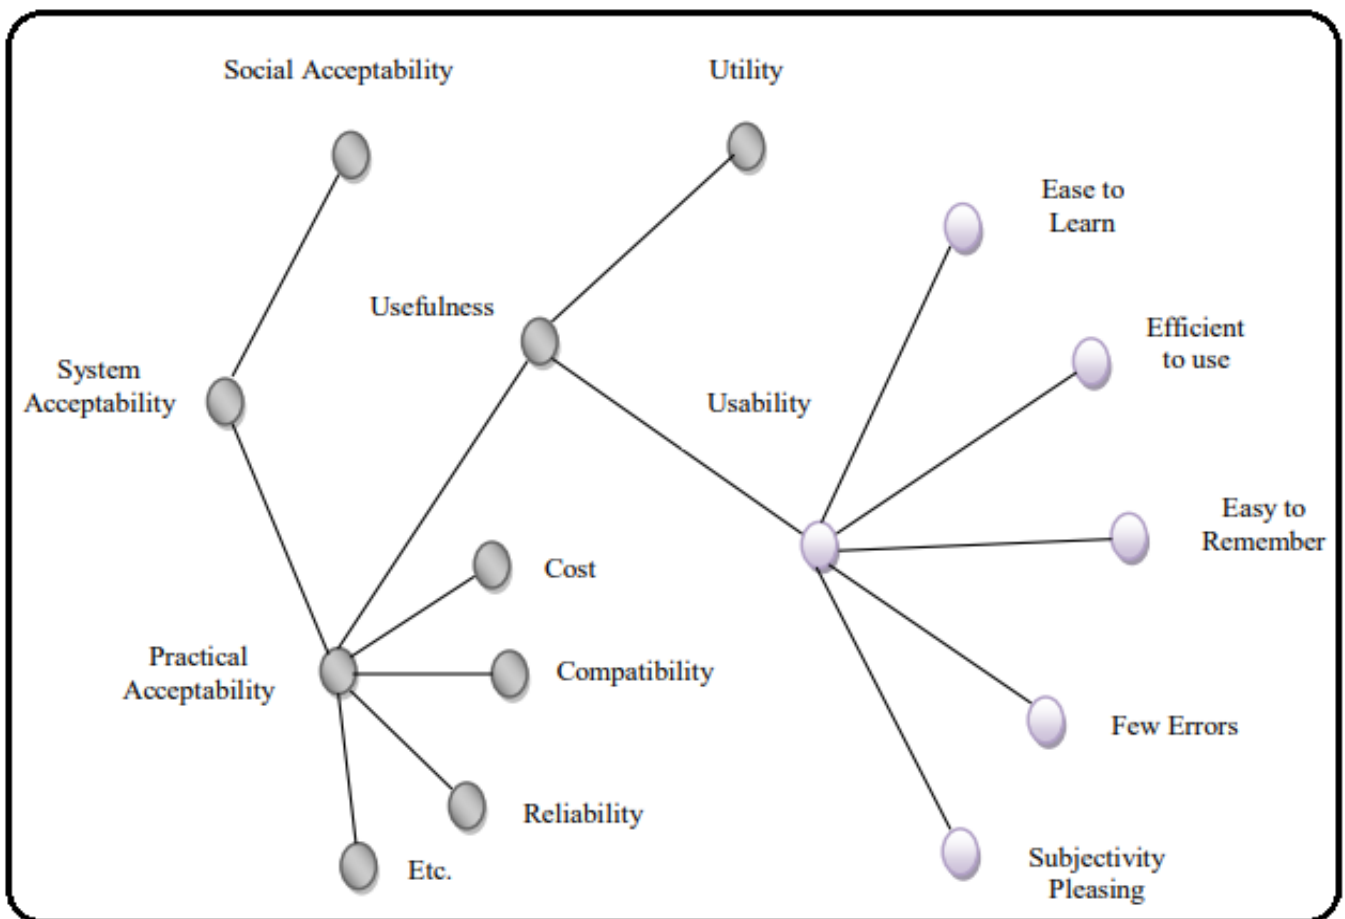 Social Acceptability
Utility
Ease to
Learn
Usefulness
Efficient
to use
System
Acceptability
Usability
Easy to
Remember
Cost
Practical
Acceptability
Compatibility
Few Errors
Reliability
Etc.
Subjectivity
Pleasing